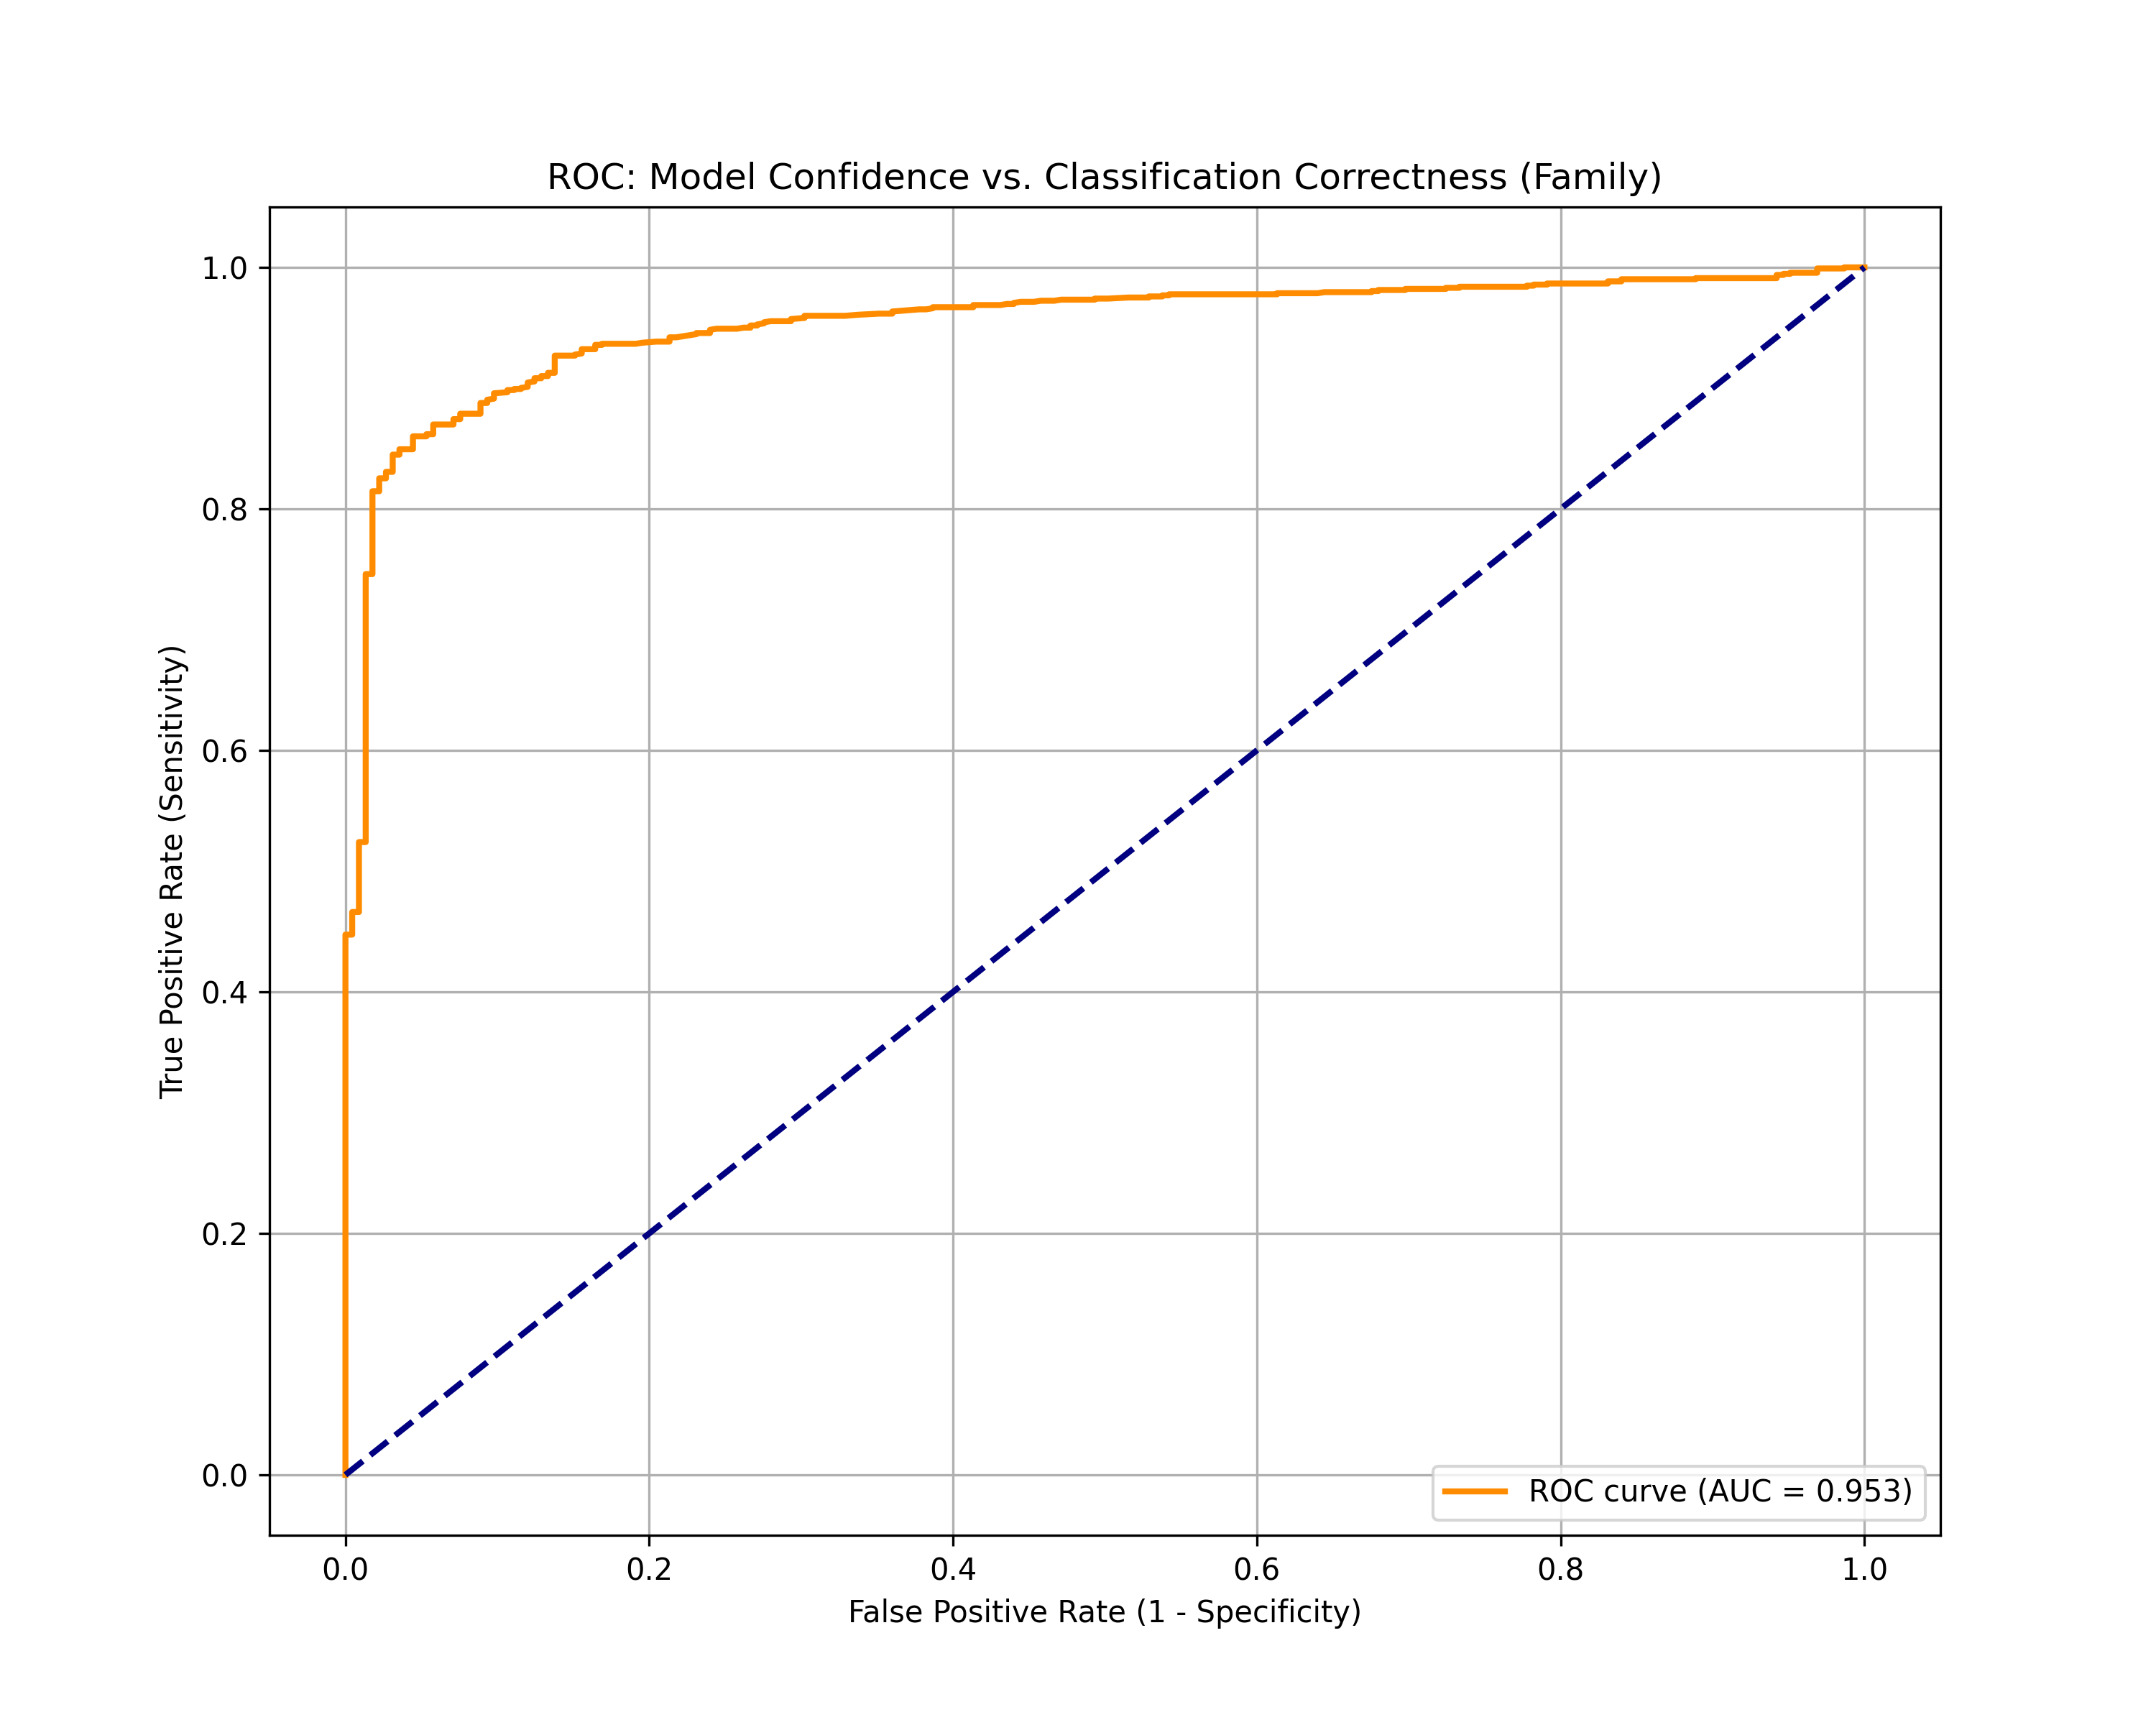 ROC: Model Confidence vs. Classification Correctness (Family)
True Positive Rate (Sensitivity)
1.0
0.8
0.6
0.4
0.2
0.0
ROC curve (AUC = 0.953)
0.0 0.2 0.4 0.6 0.8 1.0
False Positive Rate (1 - Specificity)